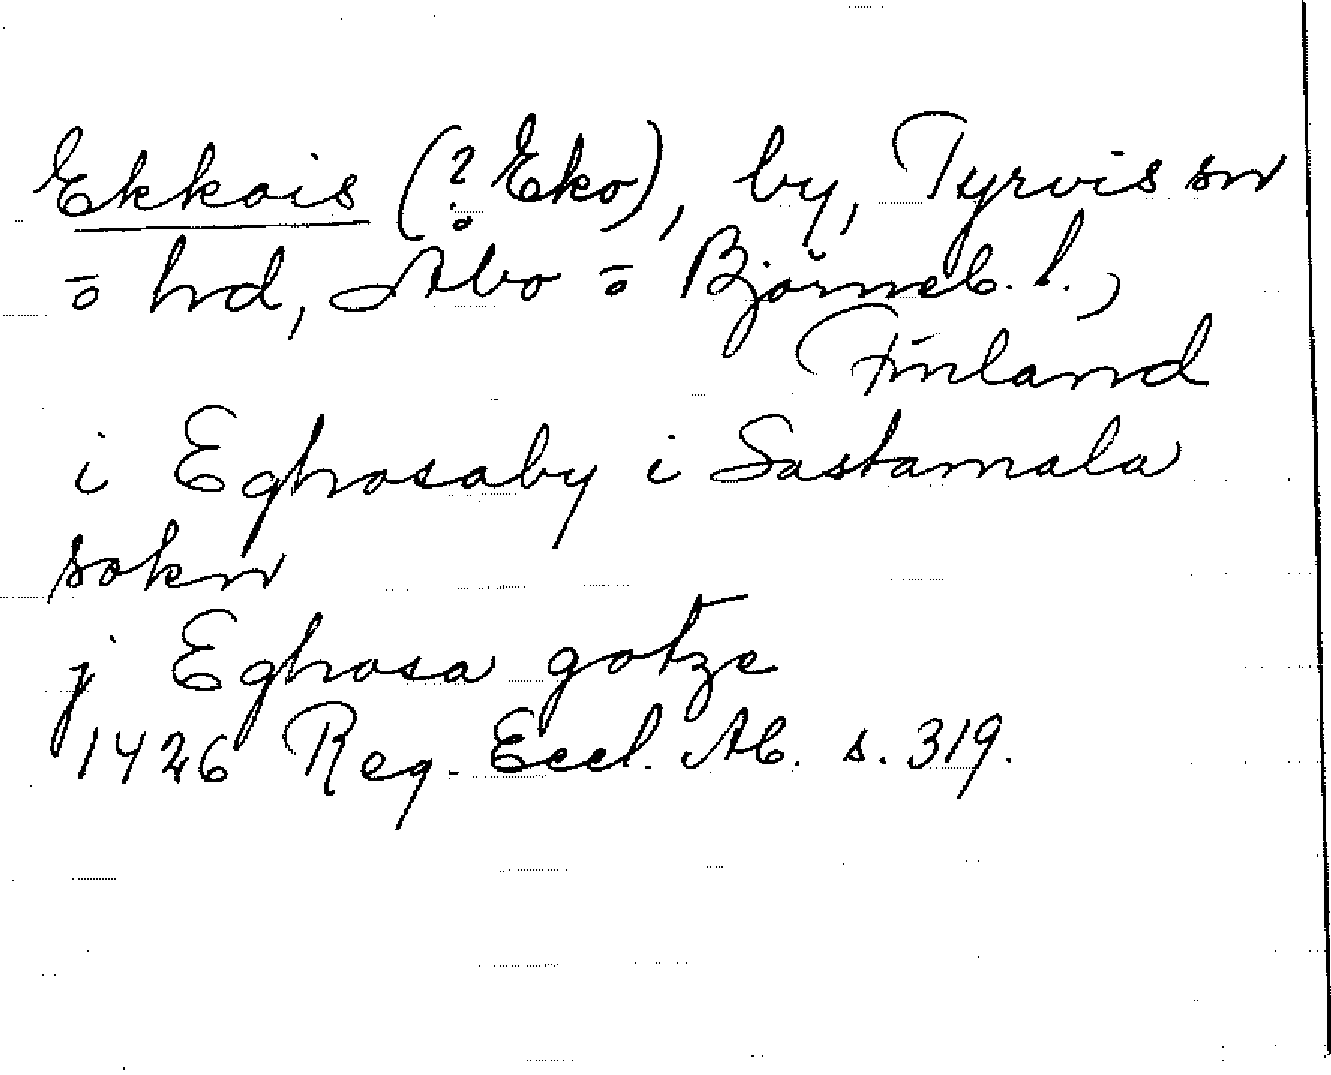 Ekkois (? Eko), by, Tyrvis sn
o hd, Åbo o Björneb. l.,
Finland
i Eghosaby i Sastamala
sokn
j Eghosa gotze
1426 Reg. Eccl. Ab. s. 319.